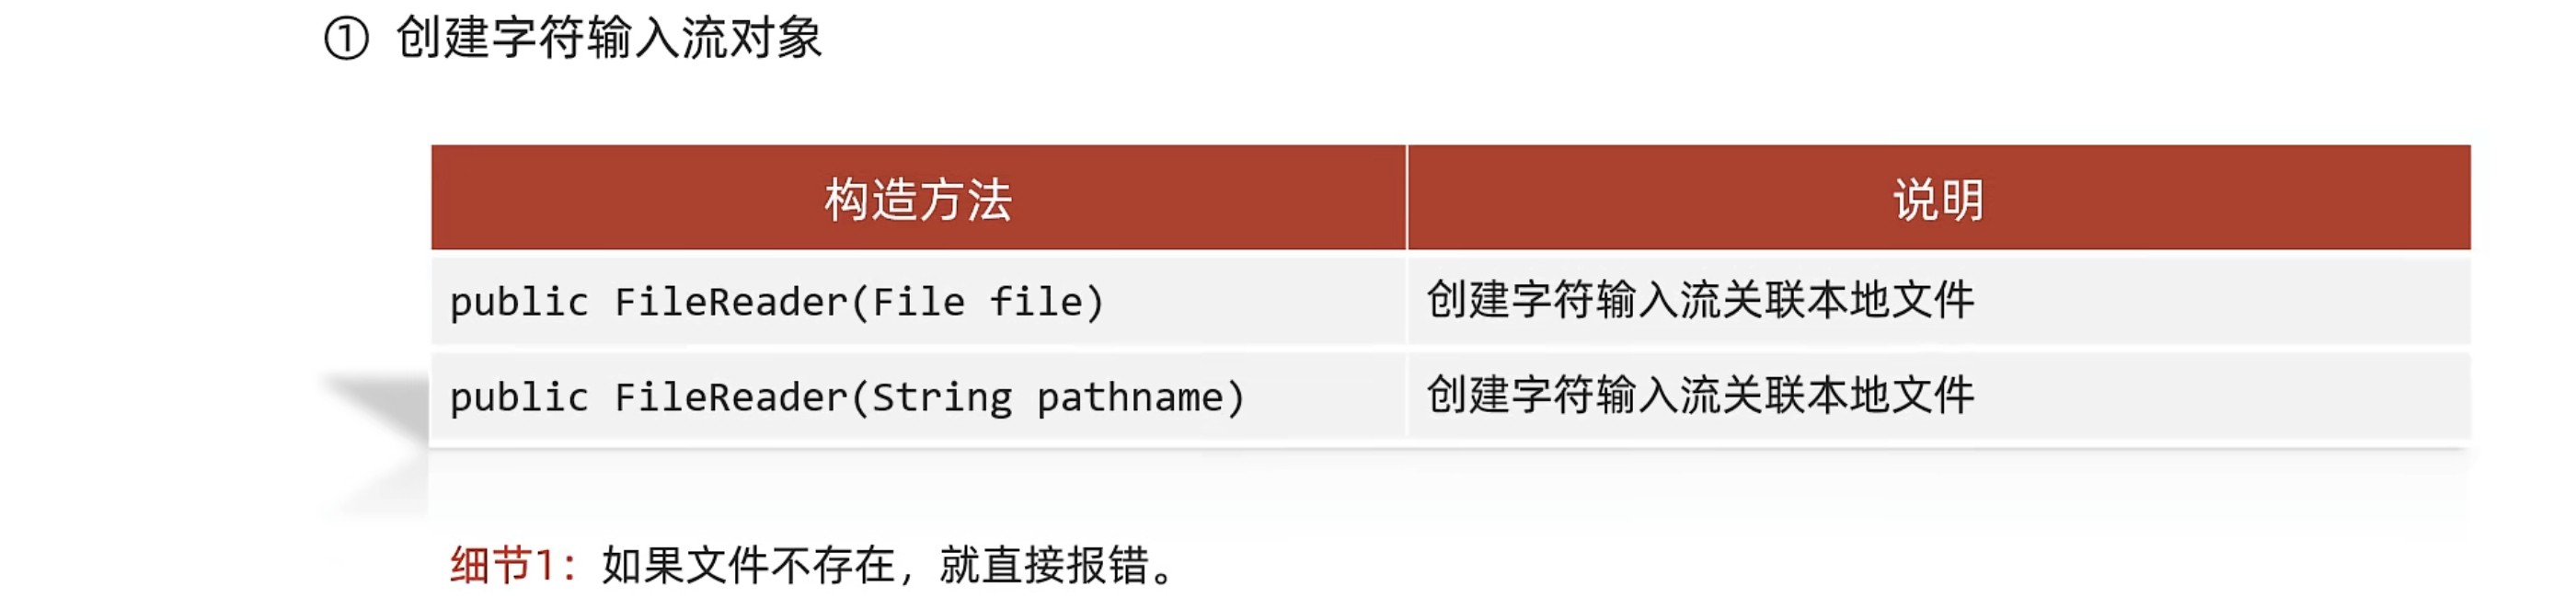 ① 创建字符输入流对象
构造方法 说明
public FileReader(File file) 创建字符输入流关联本地文件
public FileReader(String pathname) 创建字符输入流关联本地文件
细节1：如果文件不存在，就直接报错。